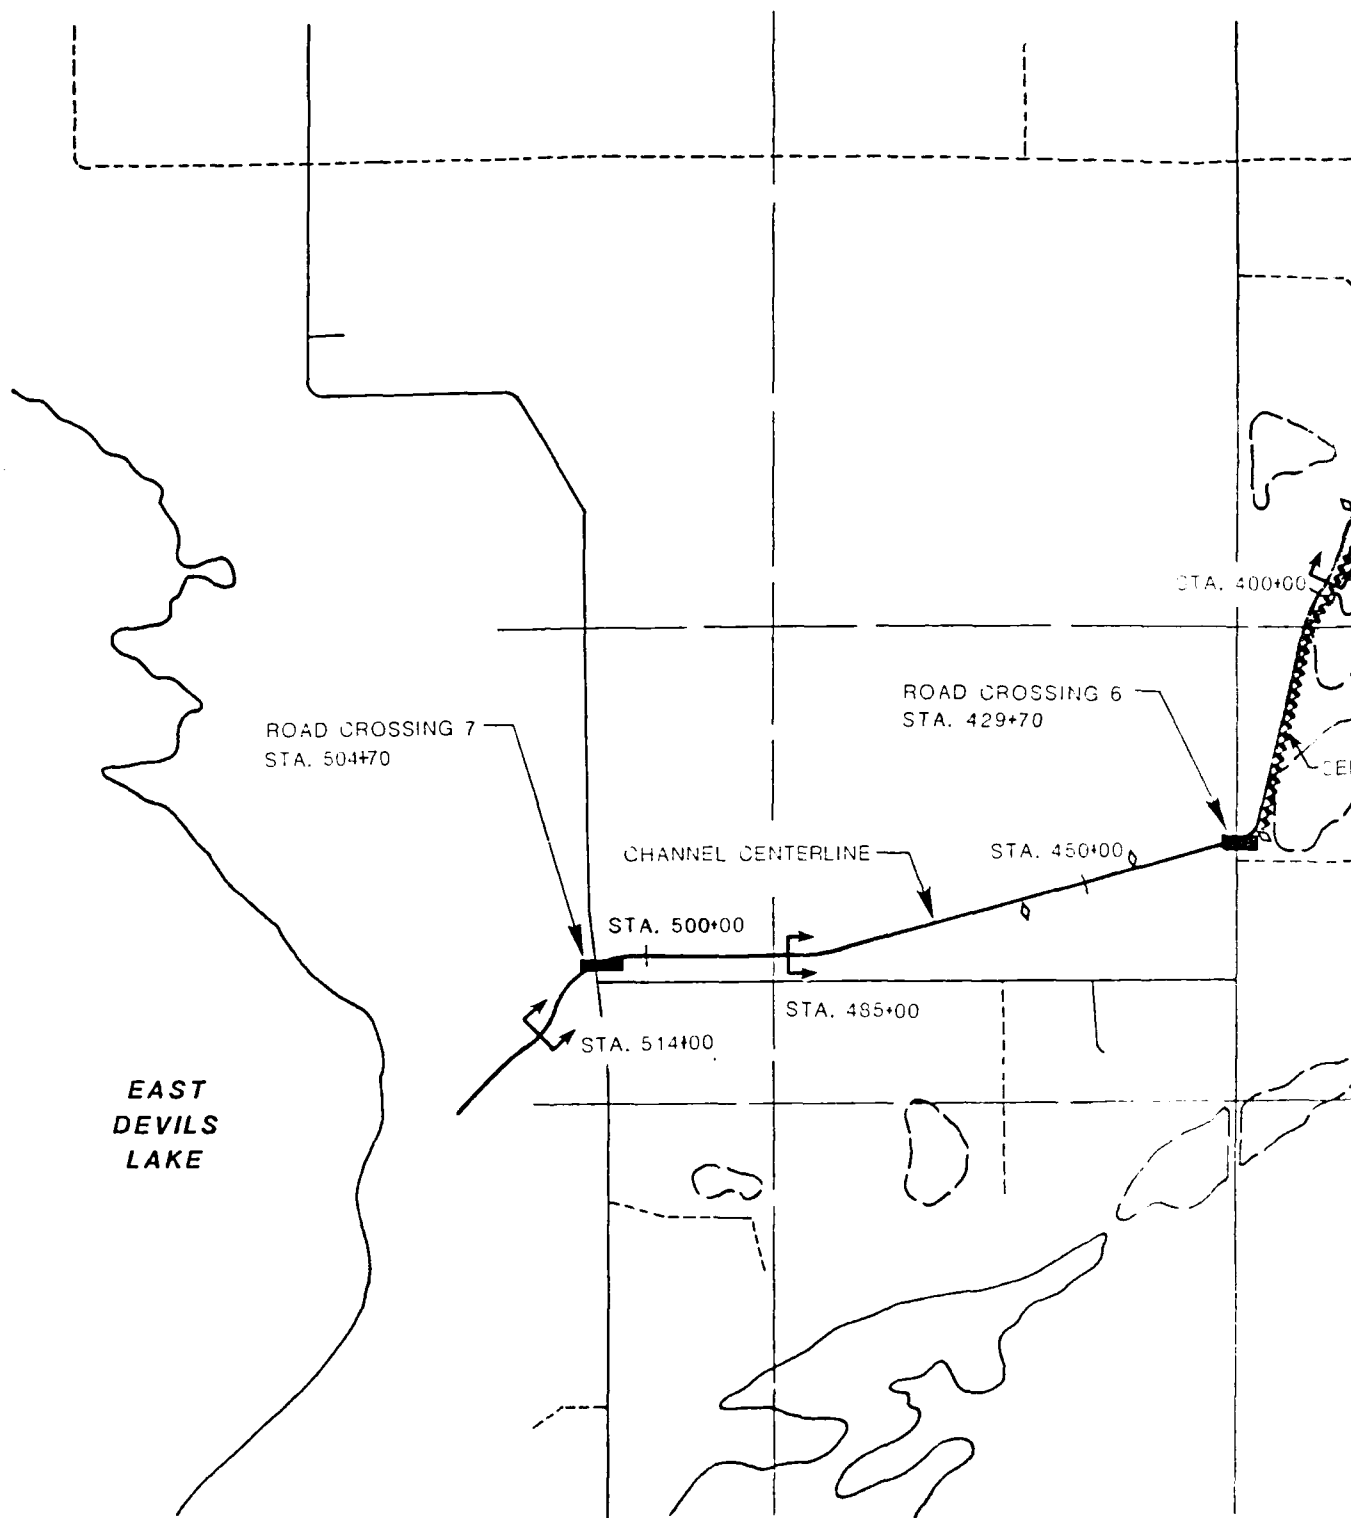 STA. 400+00
ROAD CROSSING 6
STA. 429+70
ROAD CROSSING 7
STA. 504+70
CHANNEL CENTERLINE
STA. 450+00
STA. 500+00
STA. 485+00
STA. 514+00
EAST
DEVILS
LAKE